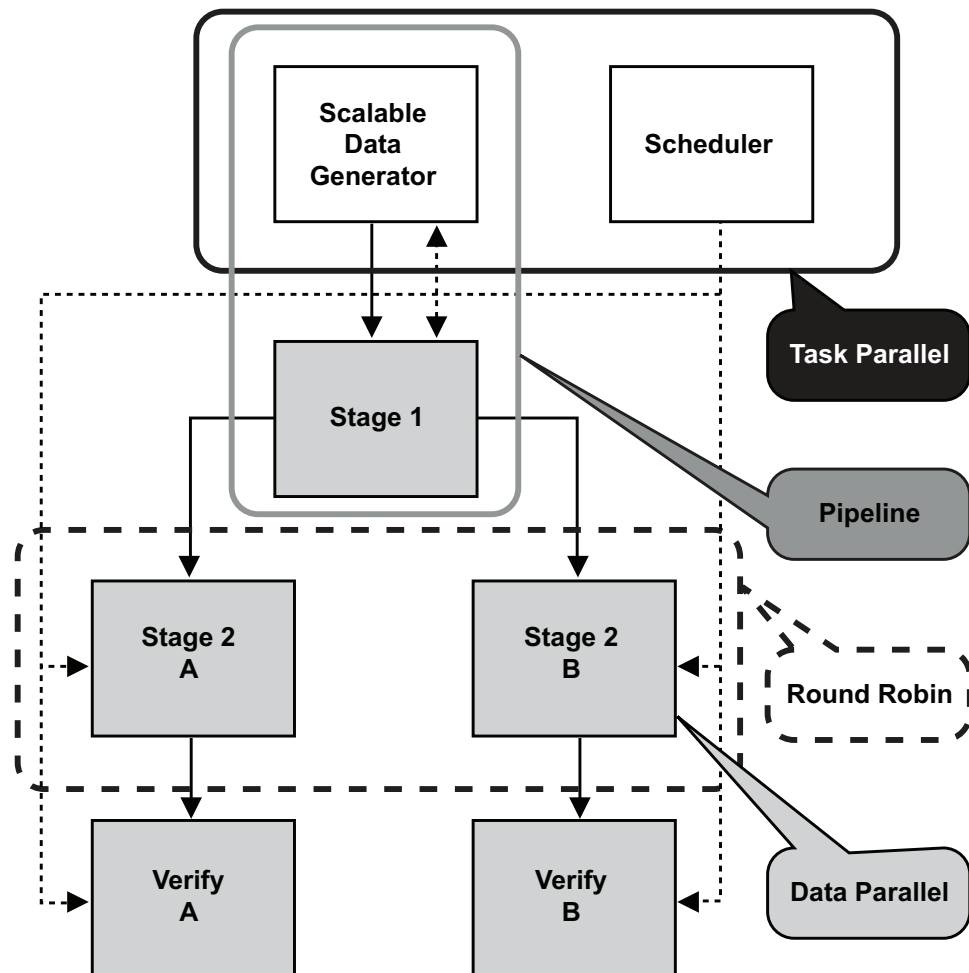 Scalable
Data
Generator
Scheduler
Task Parallel
Stage 1
Pipeline
Stage 2
A
Stage 2
B
Round Robin
Verify
A
Verify
B
Data Parallel